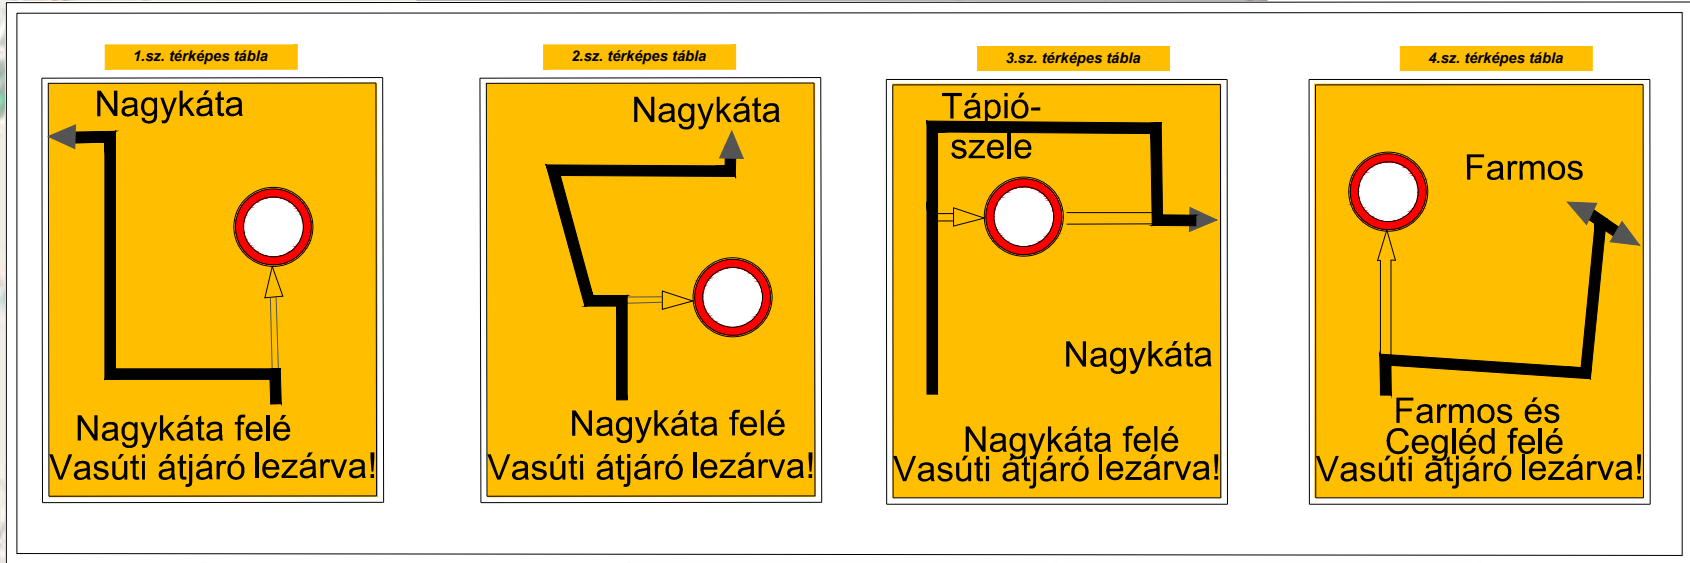 1.sz. térképes tábla
Nagykáta
Nagykáta felé
Vasúti átjáró lezárva!
2.sz. térképes tábla
Nagykáta
Nagykáta felé
Vasúti átjáró lezárva!
3.sz. térképes tábla
Tápió-
szele
Nagykáta
Nagykáta felé
Vasúti átjáró lezárva!
4.sz. térképes tábla
Farmos
Farmos és
Cegléd felé
Vasúti átjáró lezárva!